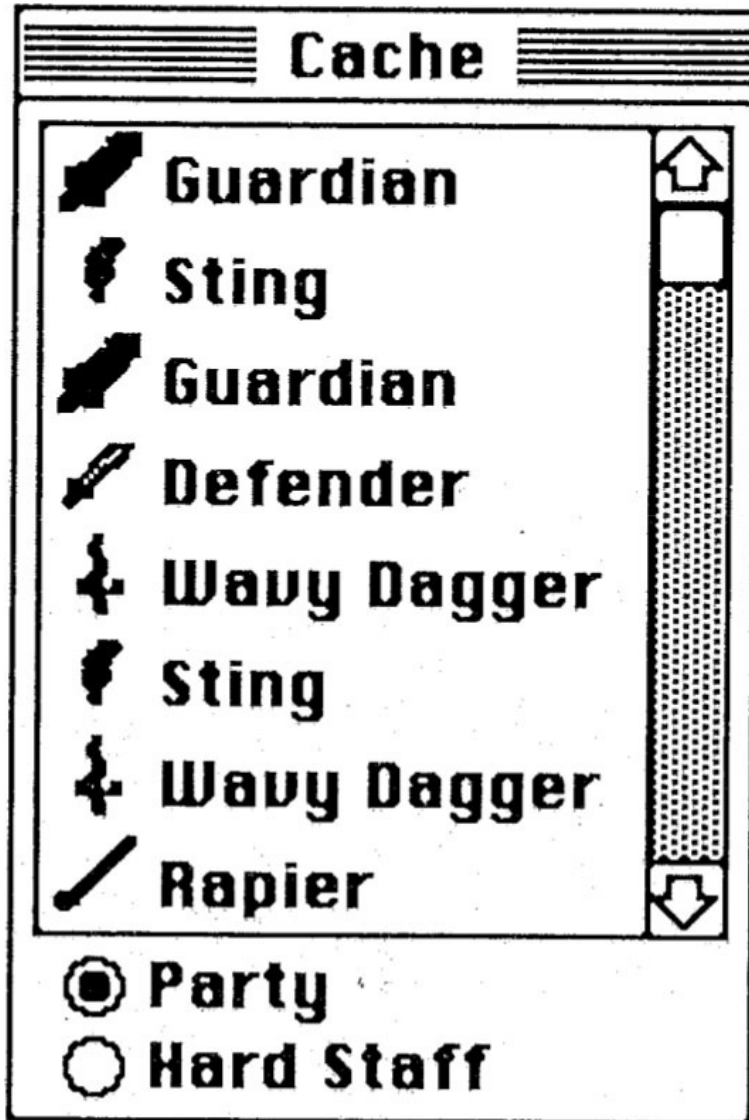 Cache
Guardian
Sting
Guardian
Defender
Wavy Dagger
Sting
Wavy Dagger
Rapier
Party
Hard Staff